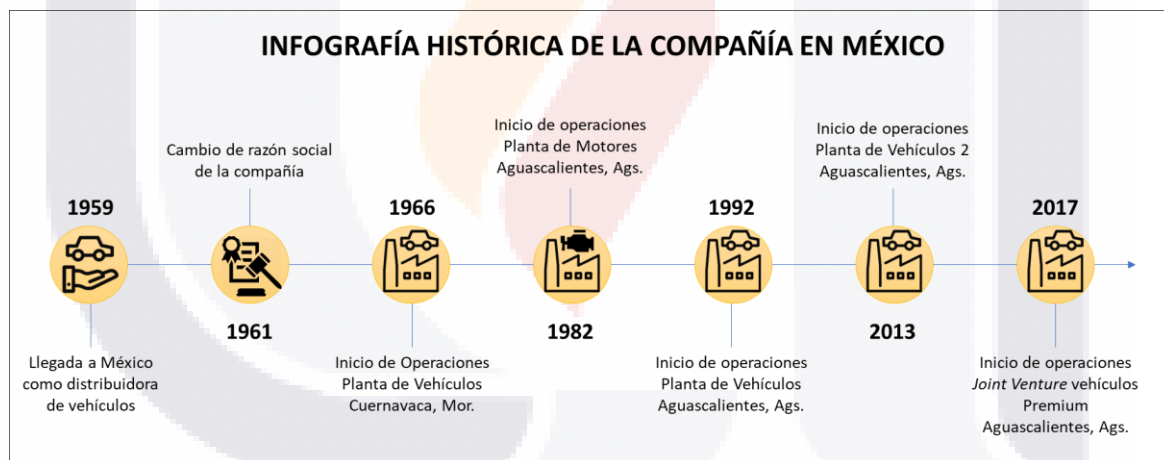 INFOGRAFÍA HISTÓRICA DE LA COMPAÑÍA EN MÉXICO
1959
Llegada a México
como distribuidora
de vehículos
Cambio de razón social
de la compañía
1961
1966
Inicio de Operaciones
Planta de Vehículos
Cuernavaca, Mor.
Inicio de operaciones
Planta de Motores
Aguascalientes, Ags.
1982
1992
Inicio de operaciones
Planta de Vehículos
Aguascalientes, Ags.
Inicio de operaciones
Planta de Vehículos 2
Aguascalientes, Ags.
2013
2017
Inicio de operaciones
Joint Venture vehículos
Premium
Aguascalientes, Ags.